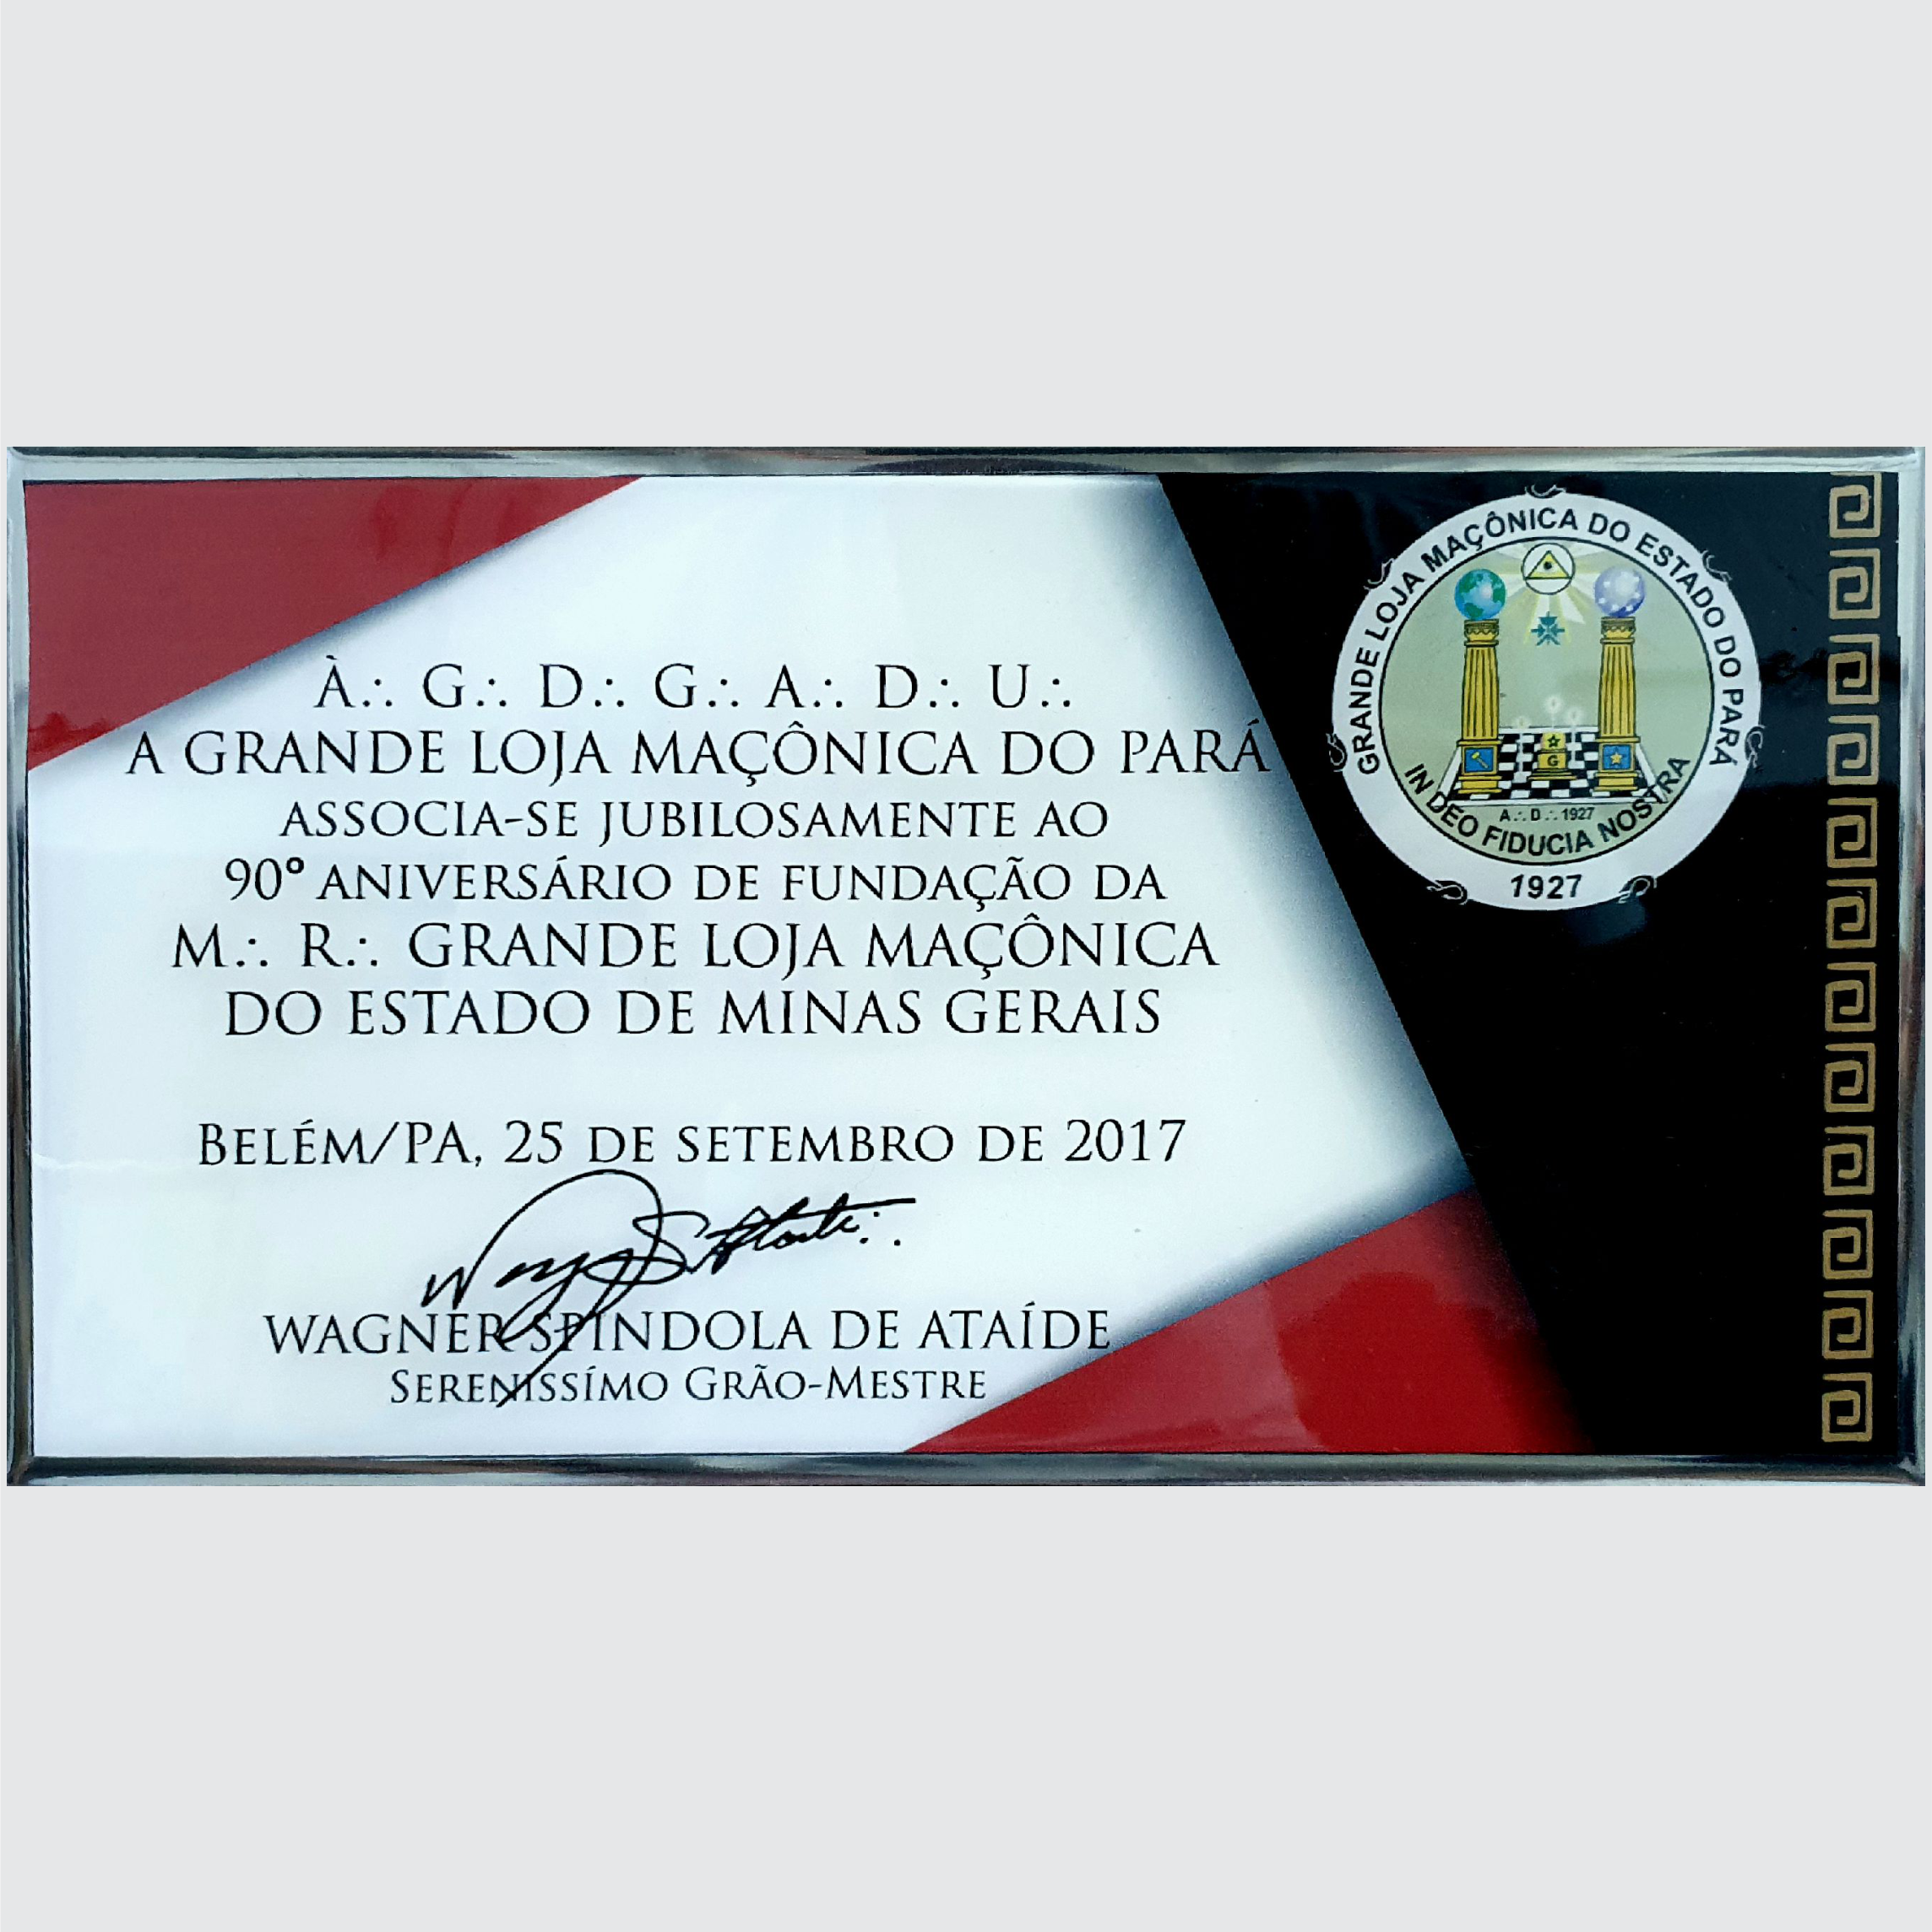 À∴ G∴ D∴ G∴ A∴ D∴ U∴
A GRANDE LOJA MAÇÔNICA DO PARÁ
ASSOCIA-SE JUBILOSAMENTE AO
90º ANIVERSÁRIO DE FUNDAÇÃO DA
M∴ R∴ GRANDE LOJA MAÇÔNICA
DO ESTADO DE MINAS GERAIS
BELÉM/PA, 25 DE SETEMBRO DE 2017
WAGNER SPINDOLA DE ATAÍDE
SERENISSÍMO GRÃO-MESTRE
GRANDE LOJA MAÇÔNICA DO ESTADO DO PARÁ
G
A∴ D∴ 1927
IN DEO FIDUCIA NOSTRA
1927